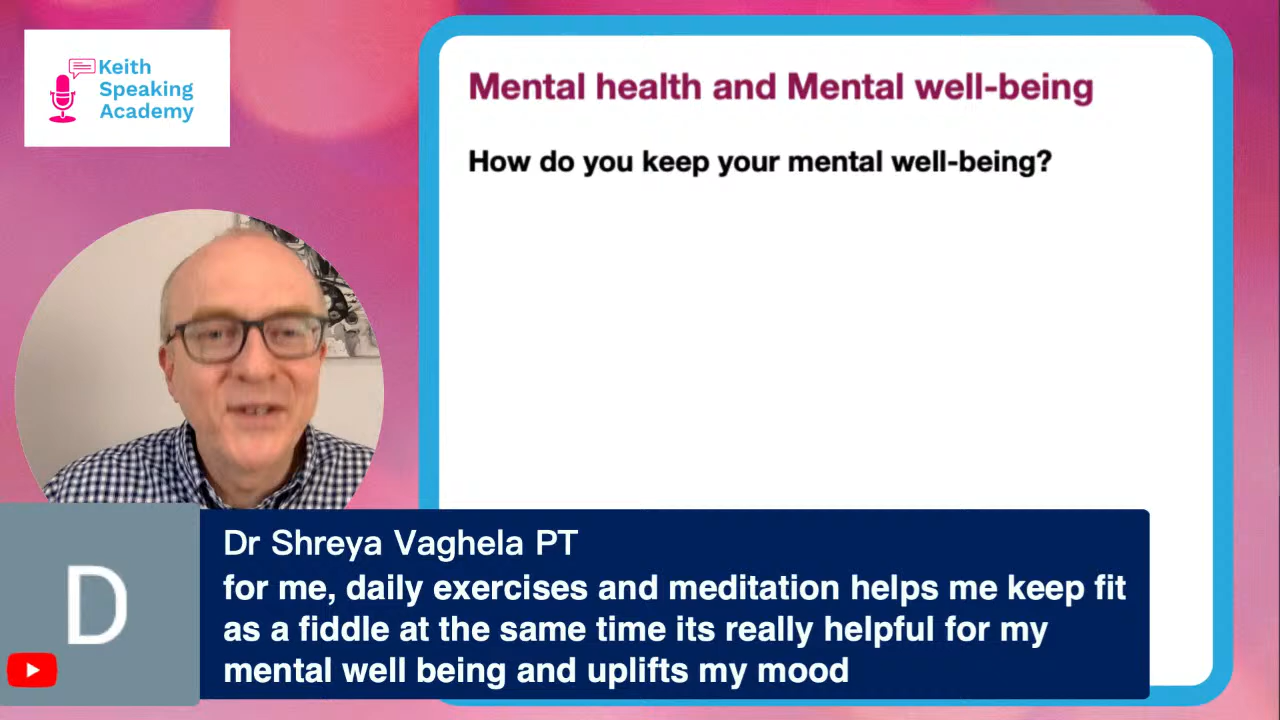 Keith
Speaking
Academy
Mental health and Mental well-being
How do you keep your mental well-being?
D
Dr Shreya Vaghela PT
for me, daily exercises and meditation helps me keep fit
as a fiddle at the same time its really helpful for my
mental well being and uplifts my mood